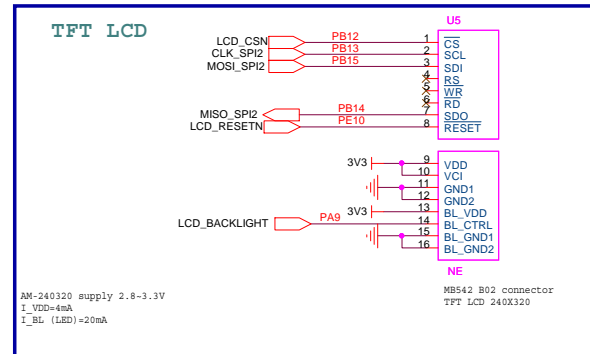 TFT LCD
U5
LCD_CSN PB12 1 CS
CLK_SPI2 PB13 2 SCL
MOSI_SPI2 PB15 3 SDI
4 RS
5 WR
6 RD
MISO_SPI2 PB14 7 SDO
LCD_RESETN PE10 8 RESET
3V3 9 VDD
10 VCI
11 GND1
12 GND2
3V3 13 BL_VDD
LCD_BACKLIGHT PA9 14 BL_CTRL
15 BL_GND1
16 BL_GND2
NE
MB542 B02 connector
TFT LCD 240X320
AM-240320 supply 2.8-3.3V
I_VDD=4mA
I_BL (LED)=20mA